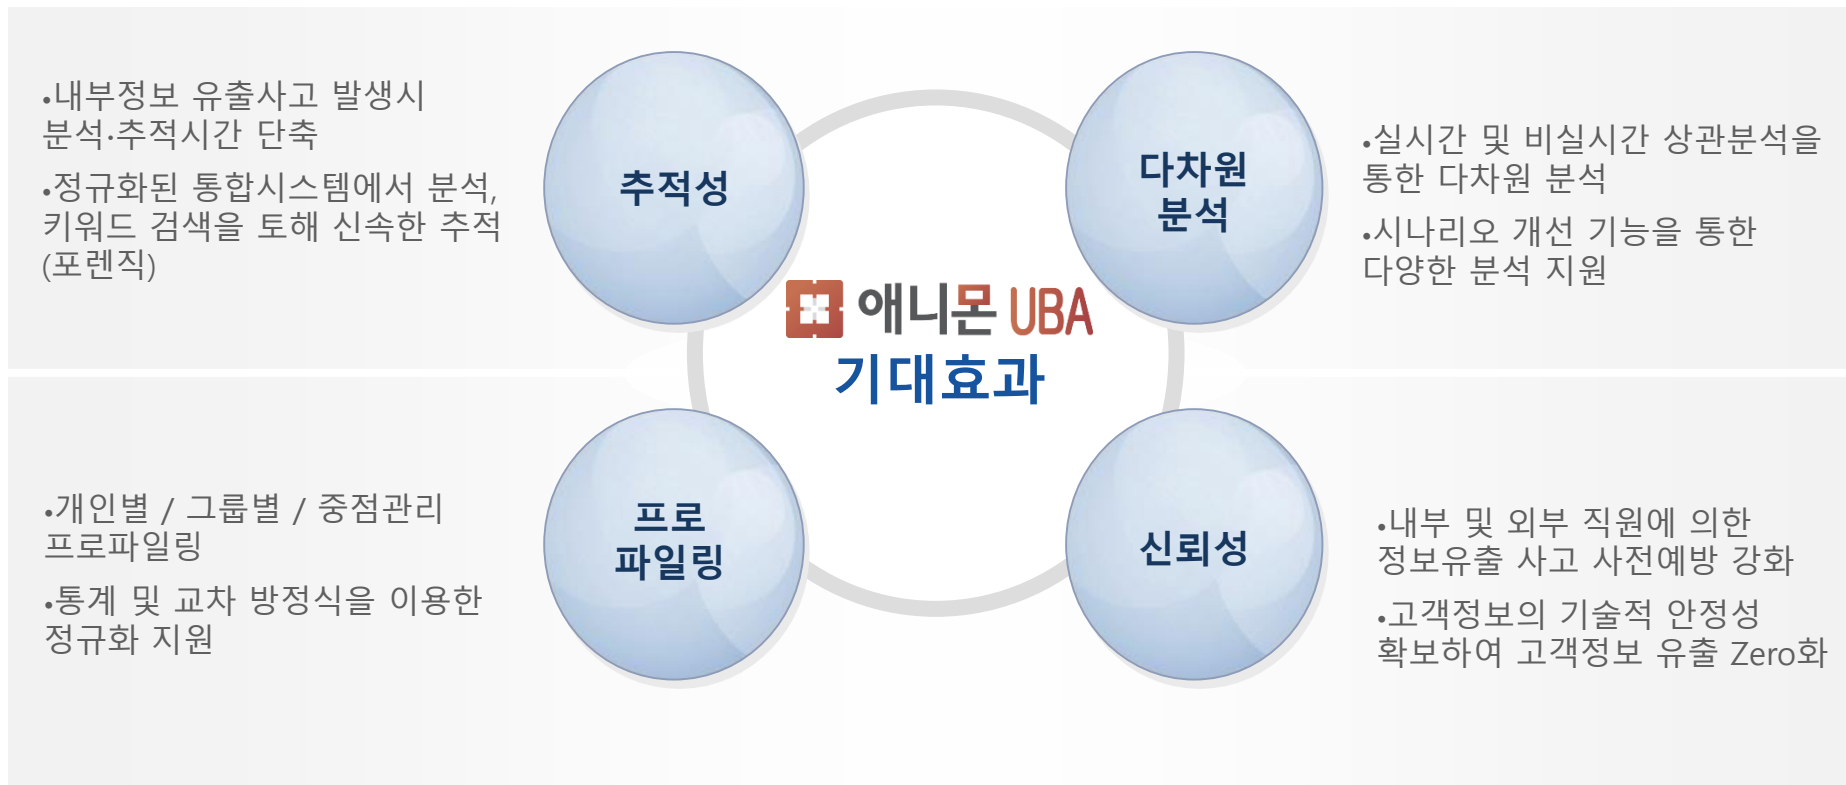 •내부정보 유출사고 발생시
분석·추적시간 단축
•정규화된 통합시스템에서 분석,
키워드 검색을 토해 신속한 추적
(포렌직)
추적성
다차원
분석
•실시간 및 비실시간 상관분석을
통한 다차원 분석
•시나리오 개선 기능을 통한
다양한 분석 지원
애니몬 UBA
기대효과
•개인별 / 그룹별 / 중점관리
프로파일링
•통계 및 교차 방정식을 이용한
정규화 지원
프로
파일링
신뢰성
•내부 및 외부 직원에 의한
정보유출 사고 사전예방 강화
•고객정보의 기술적 안정성
확보하여 고객정보 유출 Zero화